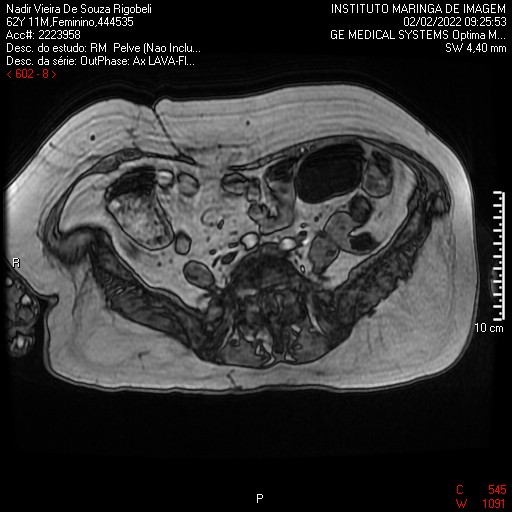 Nadir Vieira De Souza Rigobeli
62Y 11M,Feminino,444535
Acc#: 2223958
Desc. do estudo: RM Pelve (Nao Inclu...
Desc. da série: OutPhase: Ax LAVA-Fl...
< 602 - 8 >
INSTITUTO MARINGA DE IMAGEM
02/02/2022 09:25:53
GE MEDICAL SYSTEMS Optima M...
SW 4,40 mm
R
10 cm
P
C 545
W 1091